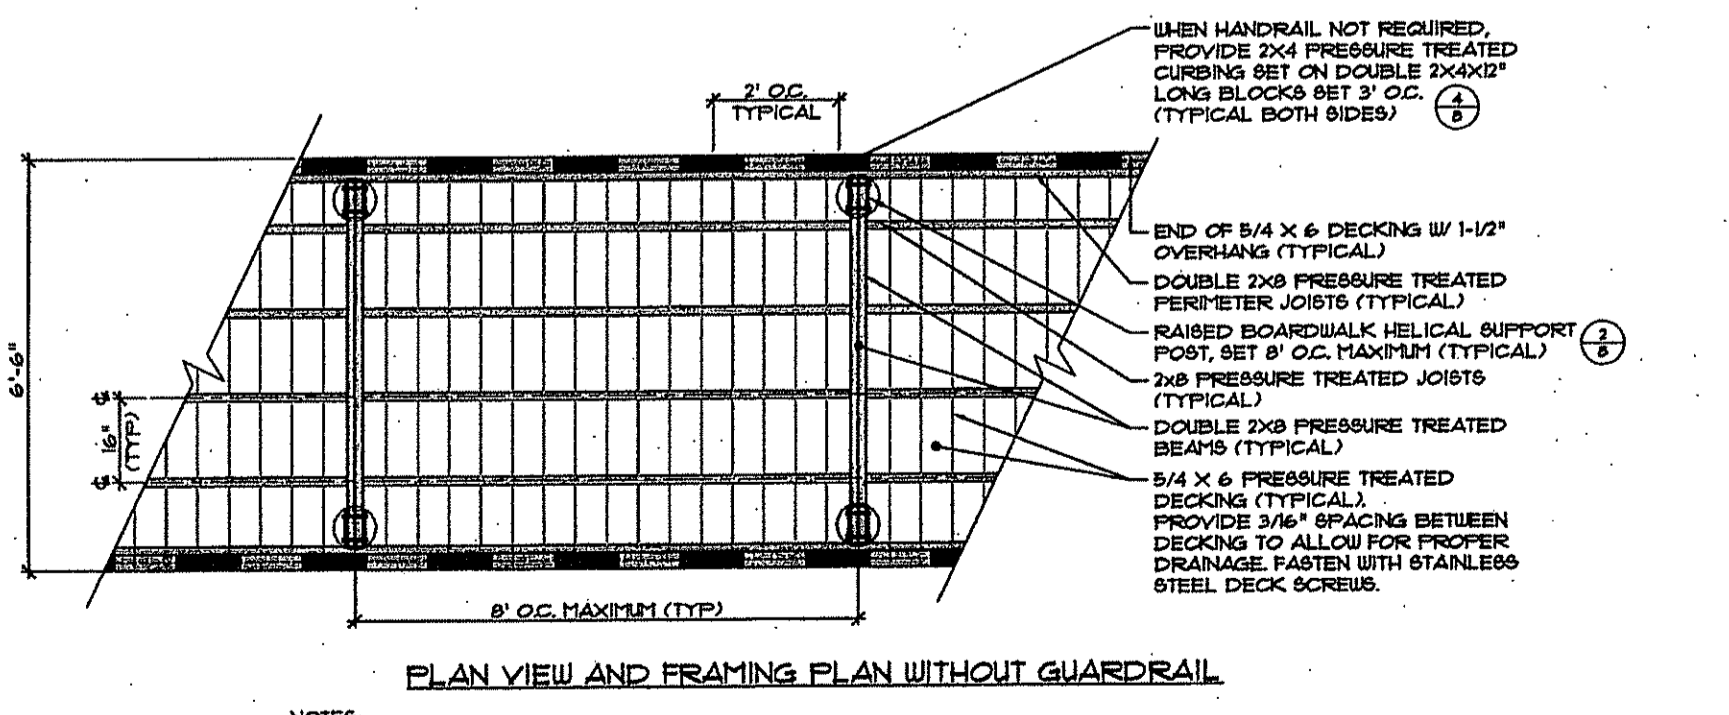 WHEN HANDRAIL NOT REQUIRED,
PROVIDE 2X4 PRESSURE TREATED
CURBING SET ON DOUBLE 2X4X12"
LONG BLOCKS SET 3' O.C.
(TYPICAL BOTH SIDES)
4
8
2' O.C.
TYPICAL
END OF 5/4 X 6 DECKING W/ 1-1/2"
OVERHANG (TYPICAL)
DOUBLE 2X8 PRESSURE TREATED
PERIMETER JOISTS (TYPICAL)
RAISED BOARDWALK HELICAL SUPPORT
POST, SET 8' O.C. MAXIMUM (TYPICAL)
2
8
2x8 PRESSURE TREATED JOISTS
(TYPICAL)
DOUBLE 2X8 PRESSURE TREATED
BEAMS (TYPICAL)
5/4 X 6 PRESSURE TREATED
DECKING (TYPICAL).
PROVIDE 3/16" SPACING BETWEEN
DECKING TO ALLOW FOR PROPER
DRAINAGE. FASTEN WITH STAINLESS
STEEL DECK SCREWS.
6'-6"
16"
(TYP)
8' O.C. MAXIMUM (TYP)
PLAN VIEW AND FRAMING PLAN WITHOUT GUARDRAIL
NOTES